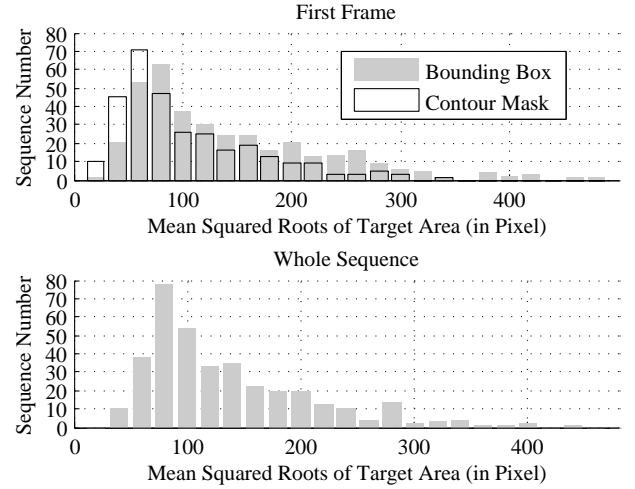 First Frame
Sequence Number
80
70
60
50
40
30
20
10
0
Bounding Box
Contour Mask
0 100 200 300 400
Mean Squared Roots of Target Area (in Pixel)
Whole Sequence
Sequence Number
80
70
60
50
40
30
20
10
0
0 100 200 300 400
Mean Squared Roots of Target Area (in Pixel)